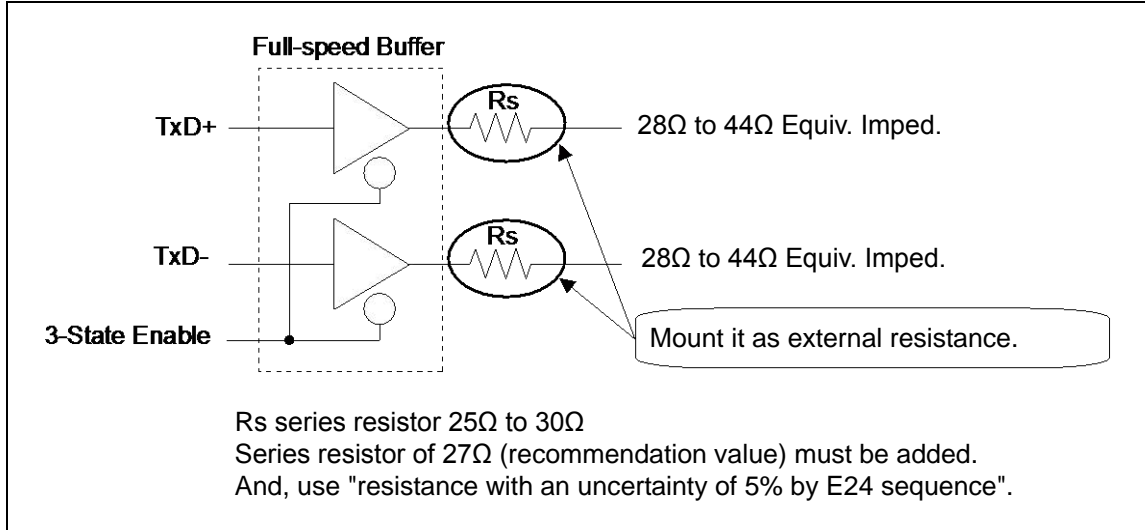 Full-speed Buffer
Rs
TxD+
28Ω to 44Ω Equiv. Imped.
Rs
TxD-
28Ω to 44Ω Equiv. Imped.
3-State Enable
Mount it as external resistance.
Rs series resistor 25Ω to 30Ω
Series resistor of 27Ω (recommendation value) must be added.
And, use "resistance with an uncertainty of 5% by E24 sequence".